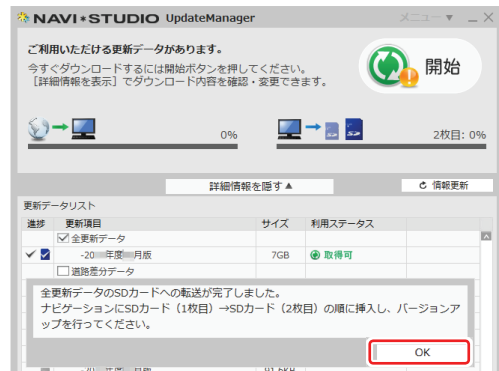 NAVI*STUDIO UpdateManager
メニュー ▼ _ X
ご利用いただける更新データがあります。
今すぐダウンロードするには開始ボタンを押してください。
［詳細情報を表示］でダウンロード内容を確認・変更できます。
開始
0%
2枚目: 0%
詳細情報を隠す▲
情報更新
更新データリスト
進捗 更新項目 サイズ 利用ステータス
全更新データ
-20 年度 月版 7GB 取得可
道路差分データ
全更新データのSDカードへの転送が完了しました。
ナビゲーションにSDカード（1枚目）→SDカード（2枚目）の順に挿入し、バージョンア
ップを行ってください。
OK